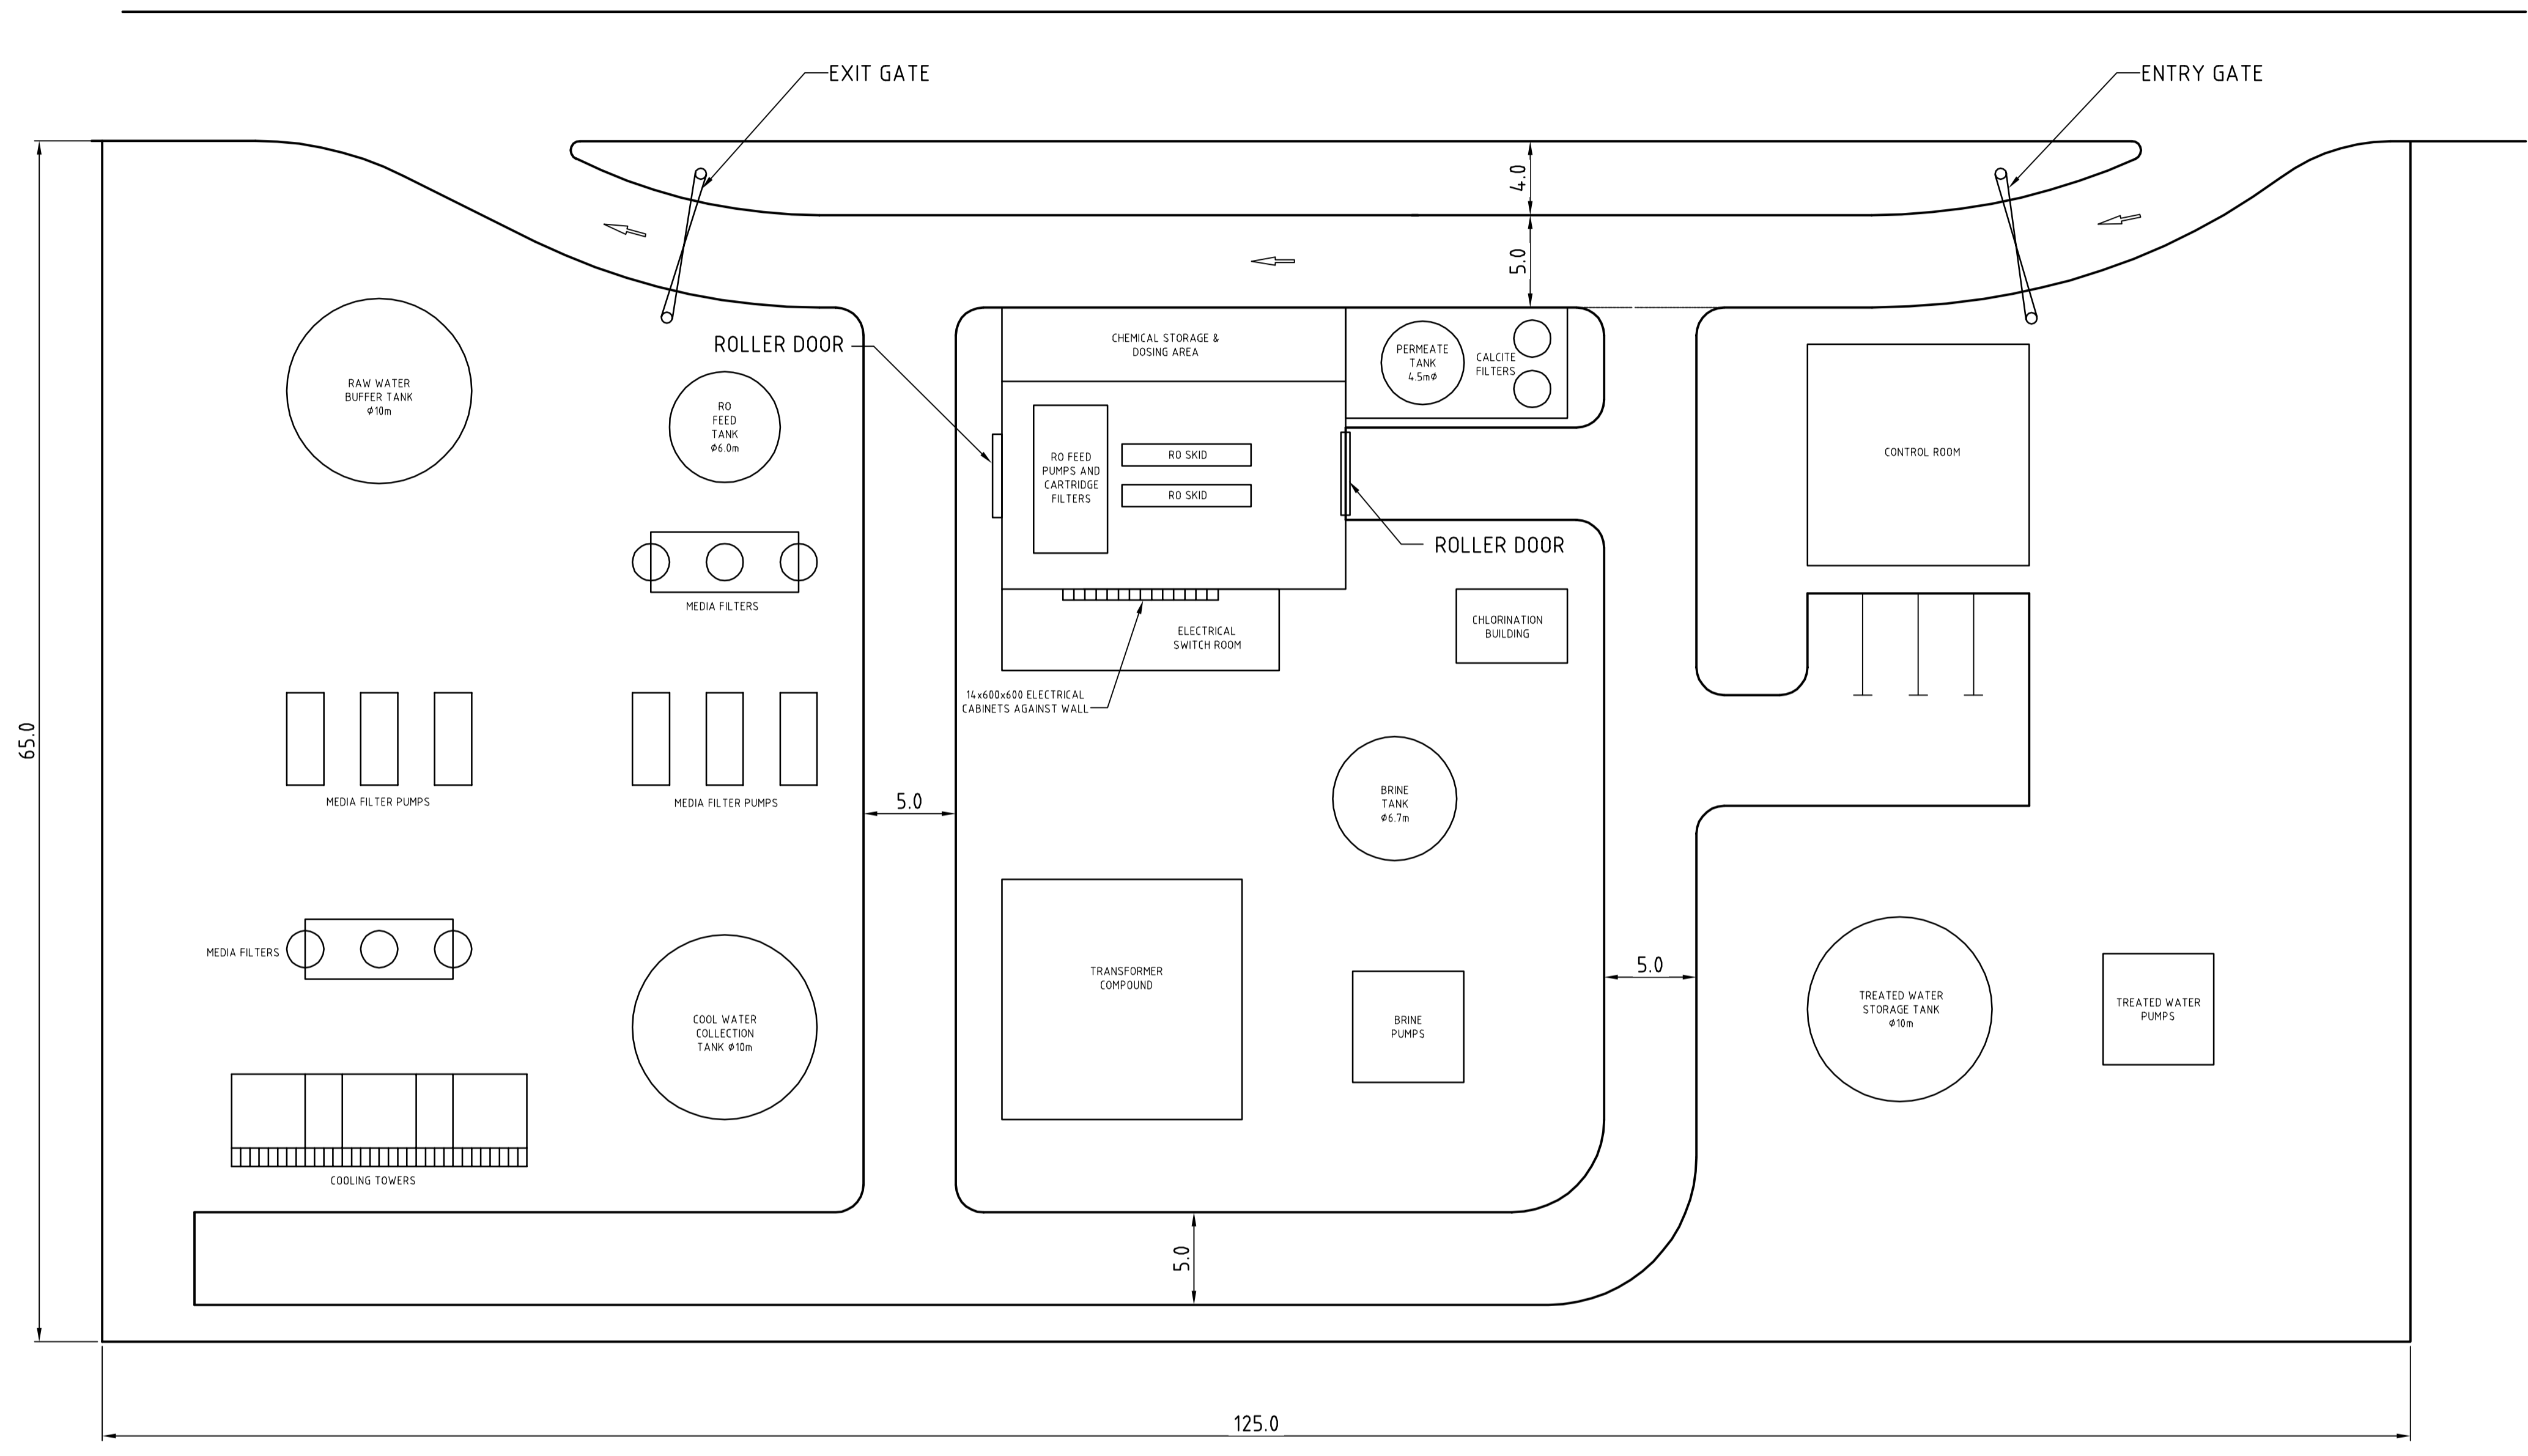 EXIT GATE
ENTRY GATE
4.0
5.0
ROLLER DOOR
CHEMICAL STORAGE &
DOSING AREA
PERMEATE
TANK
4.5mϕ
CALCITE
FILTERS
RAW WATER
BUFFER TANK
ϕ10m
RO
FEED
TANK
ϕ6.0m
RO FEED
PUMPS AND
CARTRIDGE
FILTERS
RO SKID
RO SKID
CONTROL ROOM
ROLLER DOOR
MEDIA FILTERS
ELECTRICAL
SWITCH ROOM
CHLORINATION
BUILDING
14x600x600 ELECTRICAL
CABINETS AGAINST WALL
65.0
MEDIA FILTER PUMPS
MEDIA FILTER PUMPS
5.0
BRINE
TANK
ϕ6.7m
MEDIA FILTERS
TRANSFORMER
COMPOUND
5.0
COOL WATER
COLLECTION
TANK ϕ10m
BRINE
PUMPS
TREATED WATER
STORAGE TANK
ϕ10m
TREATED WATER
PUMPS
COOLING TOWERS
5.0
125.0